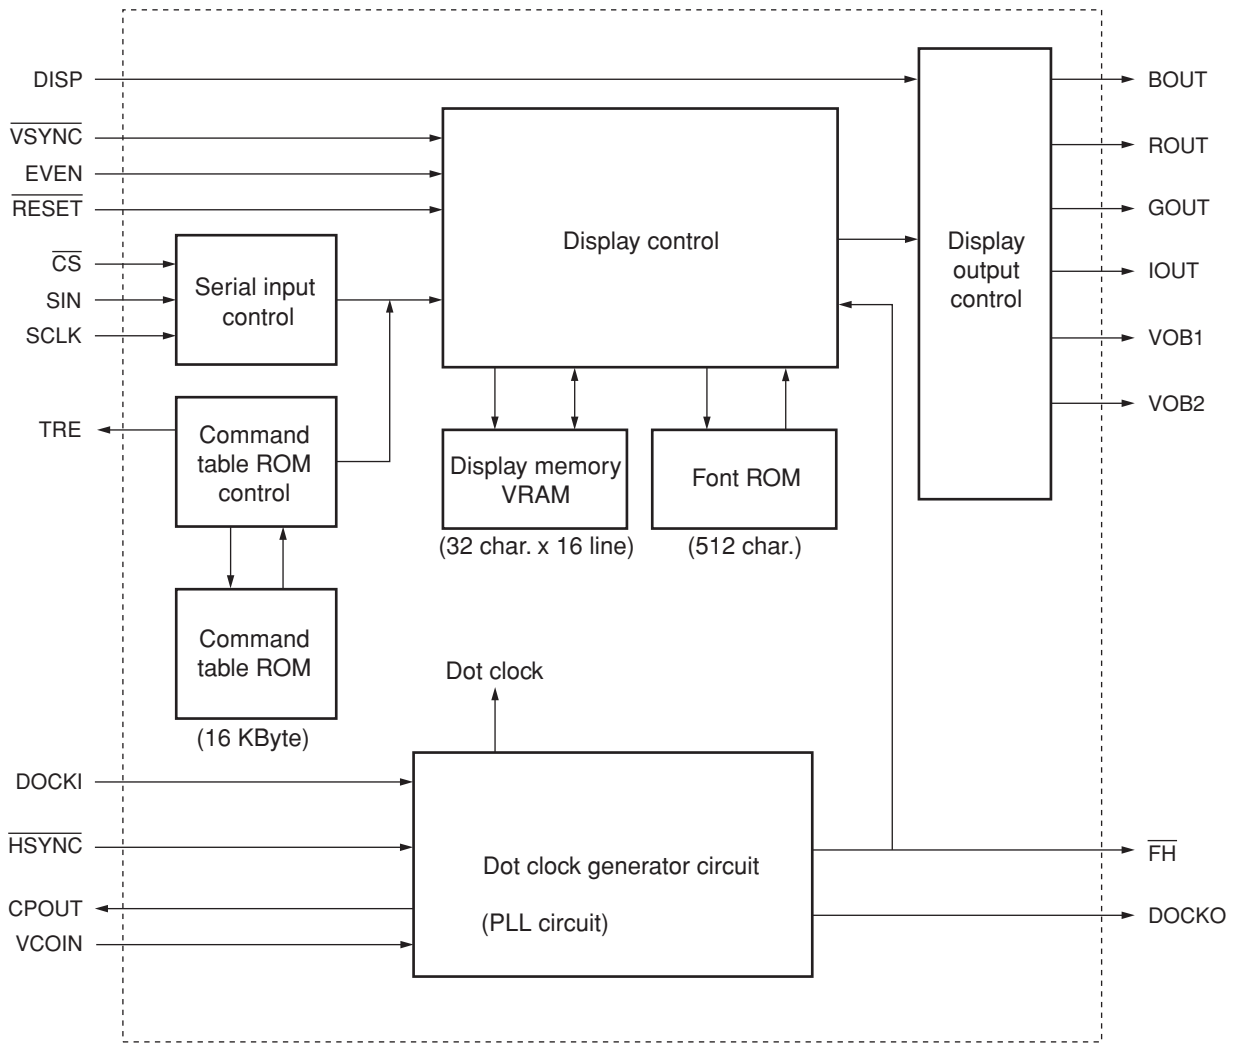 DISP
VSYNC
EVEN
RESET
CS
SIN
SCLK
TRE
DOCKI
HSYNC
CPOUT
VCOIN
Serial input
control
Command
table ROM
control
Command
table ROM
(16 KByte)
Display control
Display memory
VRAM
(32 char. x 16 line)
Font ROM
(512 char.)
Dot clock
Dot clock generator circuit
(PLL circuit)
Display
output
control
BOUT
ROUT
GOUT
IOUT
VOB1
VOB2
FH
DOCKO